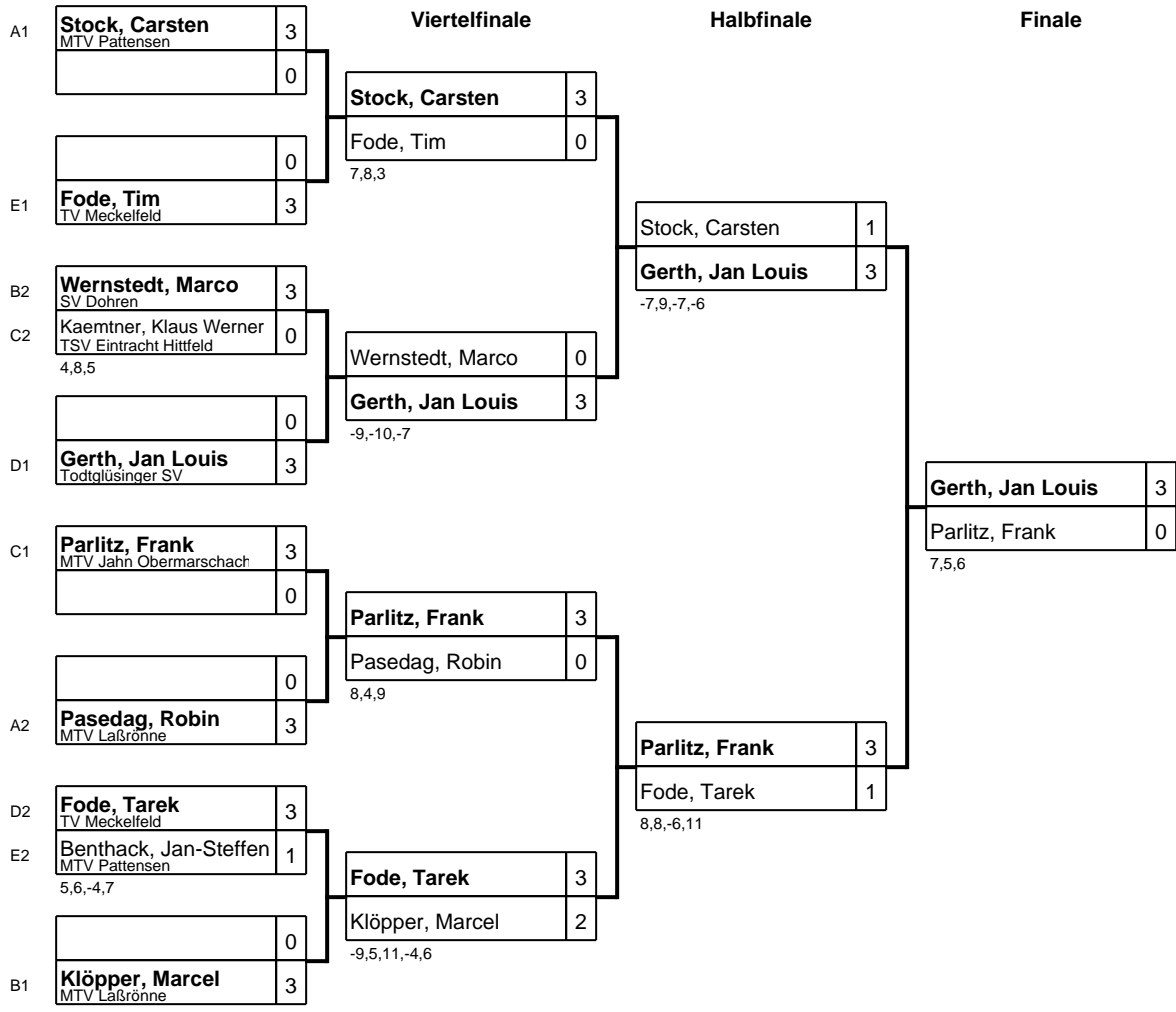 Viertelfinale
Halbfinale
Finale
A1
Stock, Carsten 3
MTV Pattensen
0
0
E1
Fode, Tim 3
TV Meckelfeld
B2
Wernstedt, Marco 3
SV Dohren
C2
Kaemtner, Klaus Werner 0
TSV Eintracht Hittfeld
4,8,5
0
D1
Gerth, Jan Louis 3
Todtglüsinger SV
C1
Parlitz, Frank 3
MTV Jahn Obermarschach
0
0
A2
Pasedag, Robin 3
MTV Laßrönne
D2
Fode, Tarek 3
TV Meckelfeld
E2
Benthack, Jan-Steffen 1
MTV Pattensen
5,6,-4,7
0
B1
Klöpper, Marcel 3
MTV Laßrönne
Stock, Carsten 3
Fode, Tim 0
7,8,3
Wernstedt, Marco 0
Gerth, Jan Louis 3
-9,-10,-7
Parlitz, Frank 3
Pasedag, Robin 0
8,4,9
Fode, Tarek 3
Klöpper, Marcel 2
-9,5,11,-4,6
Stock, Carsten 1
Gerth, Jan Louis 3
-7,9,-7,-6
Parlitz, Frank 3
Fode, Tarek 1
8,8,-6,11
Gerth, Jan Louis 3
Parlitz, Frank 0
7,5,6